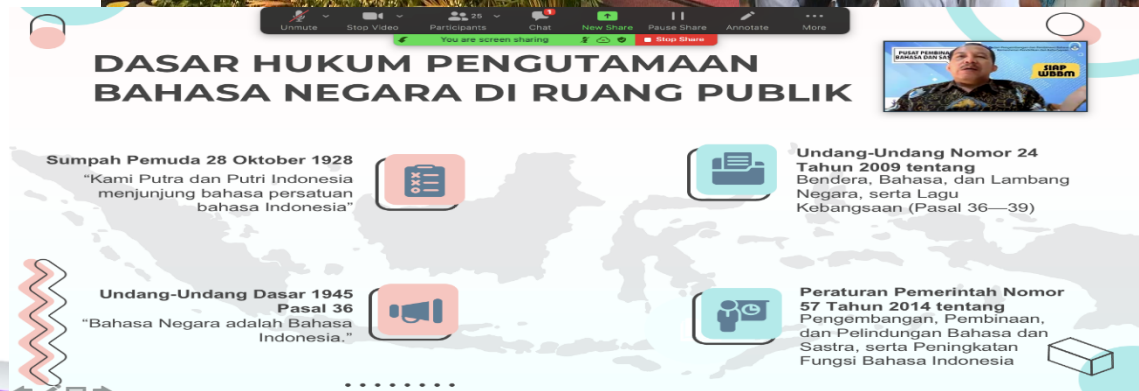 Unmute
Stop Video
Participants
25
Chat
1
New Share
Pause Share
Annotate
More
You are screen sharing
Stop Share
DASAR HUKUM PENGUTAMAAN
BAHASA NEGARA DI RUANG PUBLIK
PUSAT PEMBINA
BAHASA DAN SAS
SIAP
WBBM
Sumpah Pemuda 28 Oktober 1928
“Kami Putra dan Putri Indonesia
menjunjung bahasa persatuan
bahasa Indonesia”
Undang-Undang Nomor 24
Tahun 2009 tentang
Bendera, Bahasa, dan Lambang
Negara, serta Lagu
Kebangsaan (Pasal 36—39)
Undang-Undang Dasar 1945
Pasal 36
“Bahasa Negara adalah Bahasa
Indonesia.”
Peraturan Pemerintah Nomor
57 Tahun 2014 tentang
Pengembangan, Pembinaan,
dan Pelindungan Bahasa dan
Sastra, serta Peningkatan
Fungsi Bahasa Indonesia